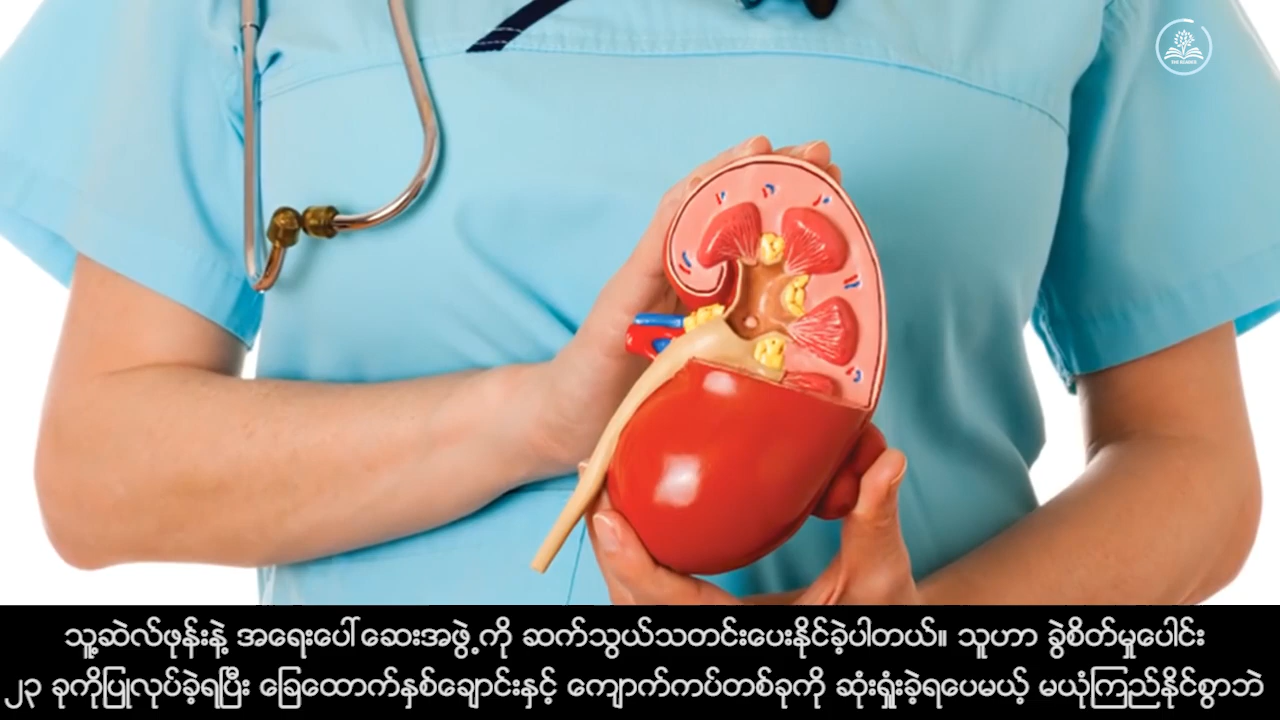 THE READER
သူ့ဆဲလ်ဖုန်းနဲ့ အရေးပေါ် ဆေးအဖွဲ့ကို ဆက်သွယ်သတင်းပေးနိုင်ခဲ့ပါတယ်။ သူဟာ ခွဲစိတ်မှုပေါင်း
၂၃ ခုကိုပြုလုပ်ခဲ့ရပြီး ခြေထောက်နှစ်ချောင်းနှင့် ကျောက်ကပ်တစ်ခုကို ဆုံးရှုံးခဲ့ရပေမယ့် မယုံကြည်နိုင်စွာဘဲ